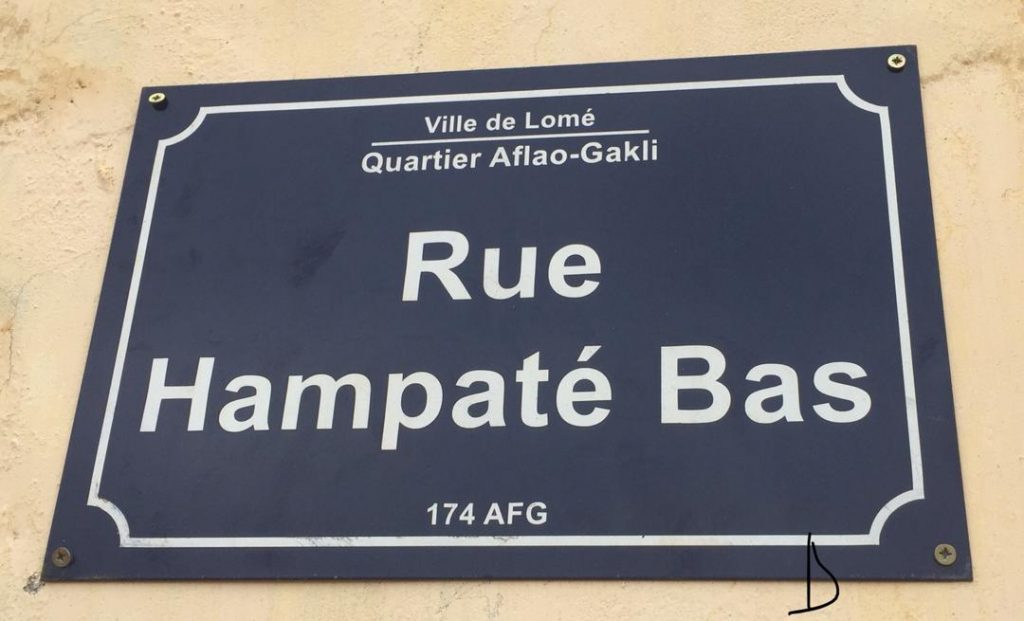 Ville de Lomé
Quartier Aflao-Gakli
Rue
Hampaté Bas
174 AFG